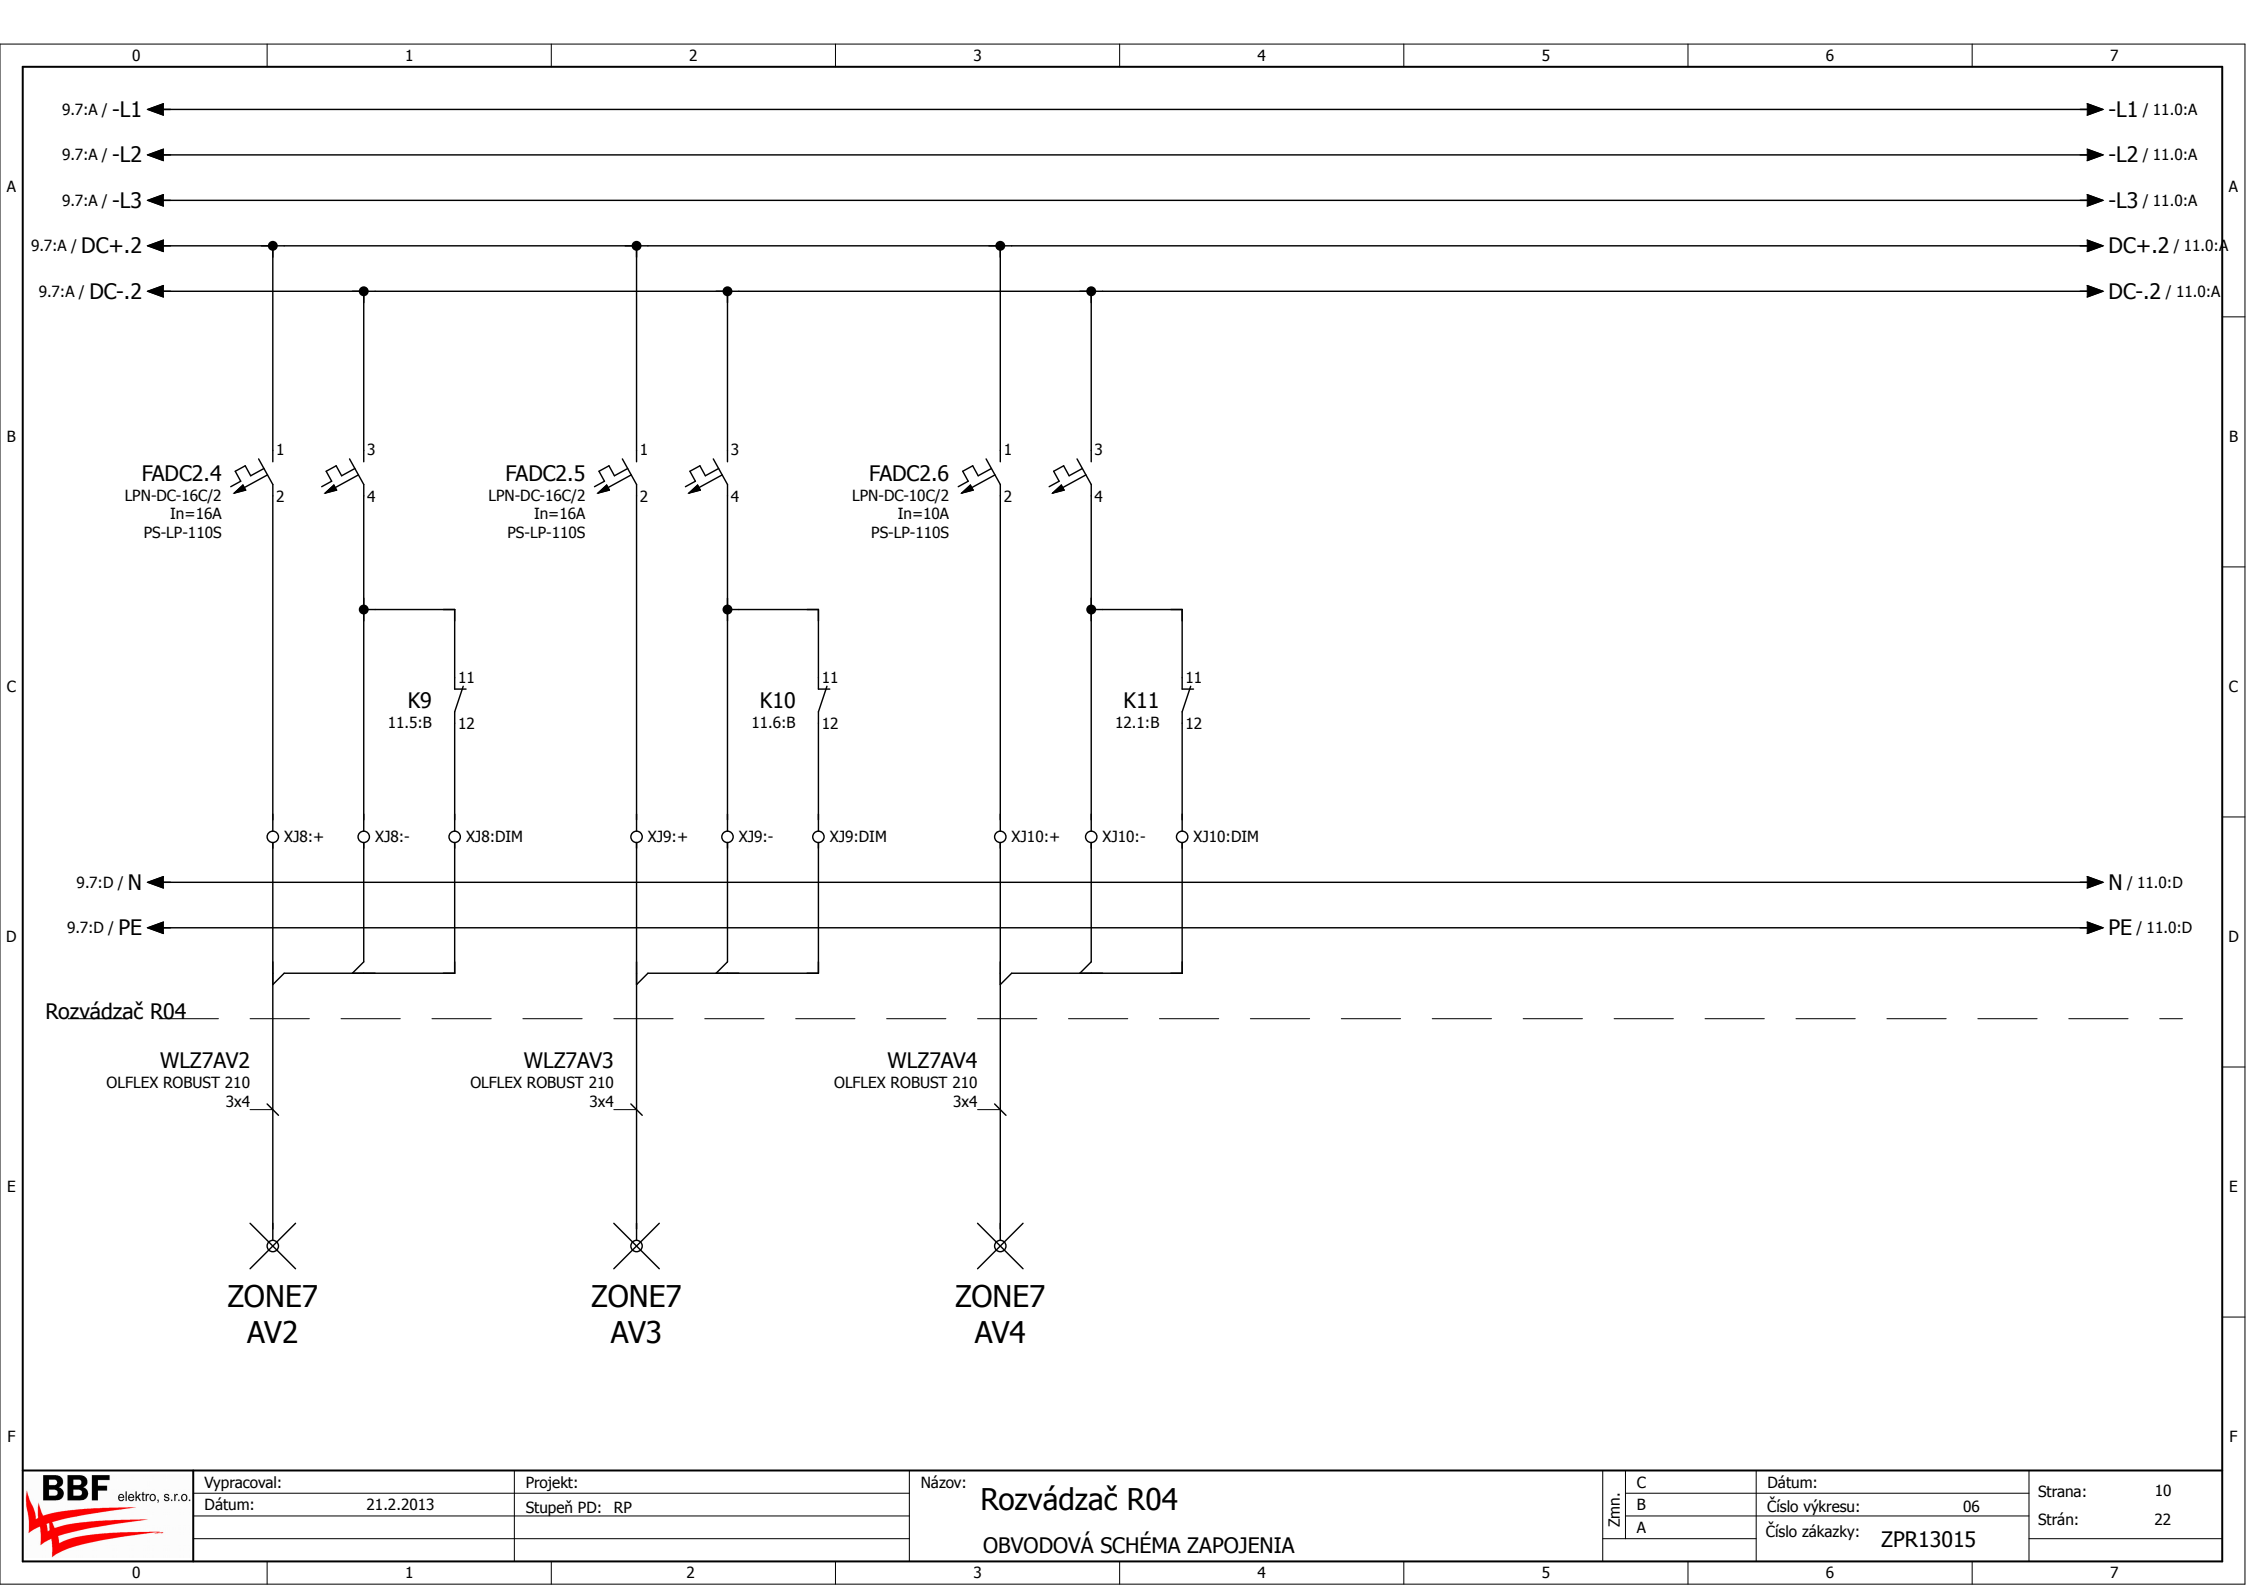 0 1 2 3 4 5 6 7
9.7:A / -L1 -L1 / 11.0:A
9.7:A / -L2 -L2 / 11.0:A
A A
9.7:A / -L3 -L3 / 11.0:A
9.7:A / DC+.2 DC+.2 / 11.0:A
9.7:A / DC-.2 DC-.2 / 11.0:A
B B
1 3 1 3 1 3
FADC2.4 FADC2.5 FADC2.6
LPN-DC-16C/2 2 4 LPN-DC-16C/2 2 4 LPN-DC-10C/2 2 4
In=16A In=16A In=10A
PS-LP-110S PS-LP-110S PS-LP-110S
11 11 11
C C
K9 K10 K11
11.5:B 12 11.6:B 12 12.1:B 12
XJ8:+ XJ8:- XJ8:DIM XJ9:+ XJ9:- XJ9:DIM XJ10:+ XJ10:- XJ10:DIM
9.7:D / N N / 11.0:D
9.7:D / PE PE / 11.0:D
D D
Rozvádzač R04
WLZ7AV2 WLZ7AV3 WLZ7AV4
OLFLEX ROBUST 210 OLFLEX ROBUST 210 OLFLEX ROBUST 210
3x4 3x4 3x4
E E
ZONE7 ZONE7 ZONE7
AV2 AV3 AV4
F F
BBF elektro, s.r.o.
Vypracoval:
Dátum: 21.2.2013
Projekt:
Stupeň PD: RP
Názov: Rozvádzač R04
OBVODOVÁ SCHÉMA ZAPOJENIA
Zmn.
C
B
A
Dátum:
Číslo výkresu: 06
Číslo zákazky: ZPR13015
Strana: 10
Strán: 22
0 1 2 3 4 5 6 7